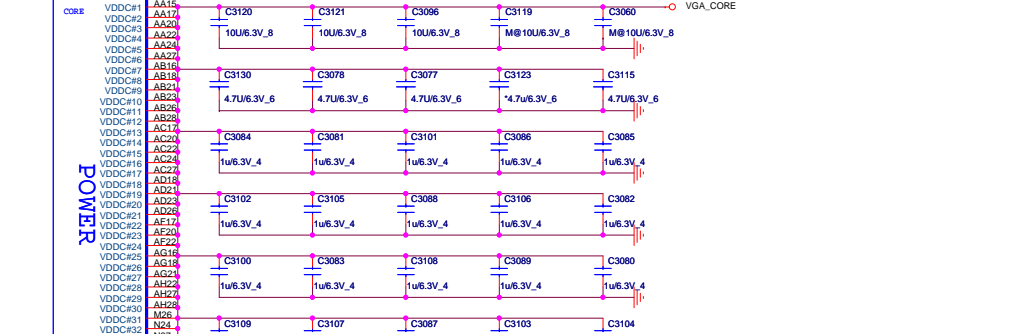 CORE
POWER
VDDC#1 AA15
VDDC#2 AA17
VDDC#3 AA20
VDDC#4 AA22
VDDC#5 AA24
VDDC#6 AA27
VDDC#7 AB16
VDDC#8 AB18
VDDC#9 AB21
VDDC#10 AB23
VDDC#11 AB26
VDDC#12 AB28
VDDC#13 AC17
VDDC#14 AC20
VDDC#15 AC22
VDDC#16 AC24
VDDC#17 AC27
VDDC#18 AD18
VDDC#19 AD21
VDDC#20 AD23
VDDC#21 AD26
VDDC#22 AF17
VDDC#23 AF20
VDDC#24 AF22
VDDC#25 AG16
VDDC#26 AG18
VDDC#27 AG21
VDDC#28 AH22
VDDC#29 AH27
VDDC#30 AH28
VDDC#31 M26
VDDC#32 N24
VGA_CORE
C3120 C3121 C3096 C3119 C3060
10U/6.3V_8 10U/6.3V_8 10U/6.3V_8 M@10U/6.3V_8 M@10U/6.3V_8
C3130 C3078 C3077 C3123 C3115
4.7U/6.3V_6 4.7U/6.3V_6 4.7U/6.3V_6 *4.7u/6.3V_6 4.7U/6.3V_6
C3084 C3081 C3101 C3086 C3085
1u/6.3V_4 1u/6.3V_4 1u/6.3V_4 1u/6.3V_4 1u/6.3V_4
C3102 C3105 C3088 C3106 C3082
1u/6.3V_4 1u/6.3V_4 1u/6.3V_4 1u/6.3V_4 1u/6.3V_4
C3100 C3083 C3108 C3089 C3080
1u/6.3V_4 1u/6.3V_4 1u/6.3V_4 1u/6.3V_4 1u/6.3V_4
C3109 C3107 C3087 C3103 C3104